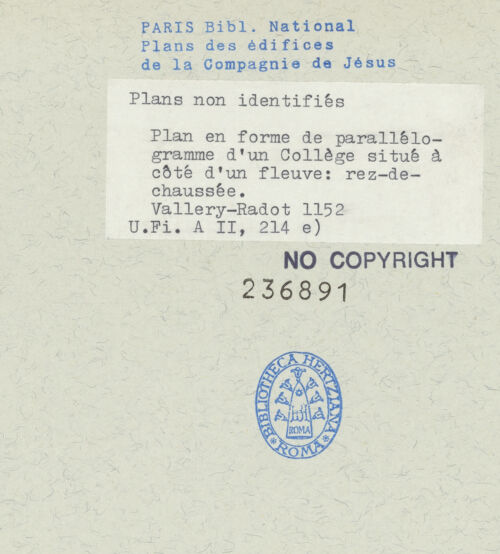 PARIS Bibl. National
Plans des édifices
de la Compagnie de Jésus
Plans non identifiés
Plan en forme de parallélo-
gramme d'un Collège situé à
côté d'un fleuve: rez-de-
chaussée.
Vallery-Radot 1152
U.Fi. A II, 214 e)
NO COPYRIGHT
236891
BIBLIOTHECA HERTZIANA
ROMA
* ROMA *